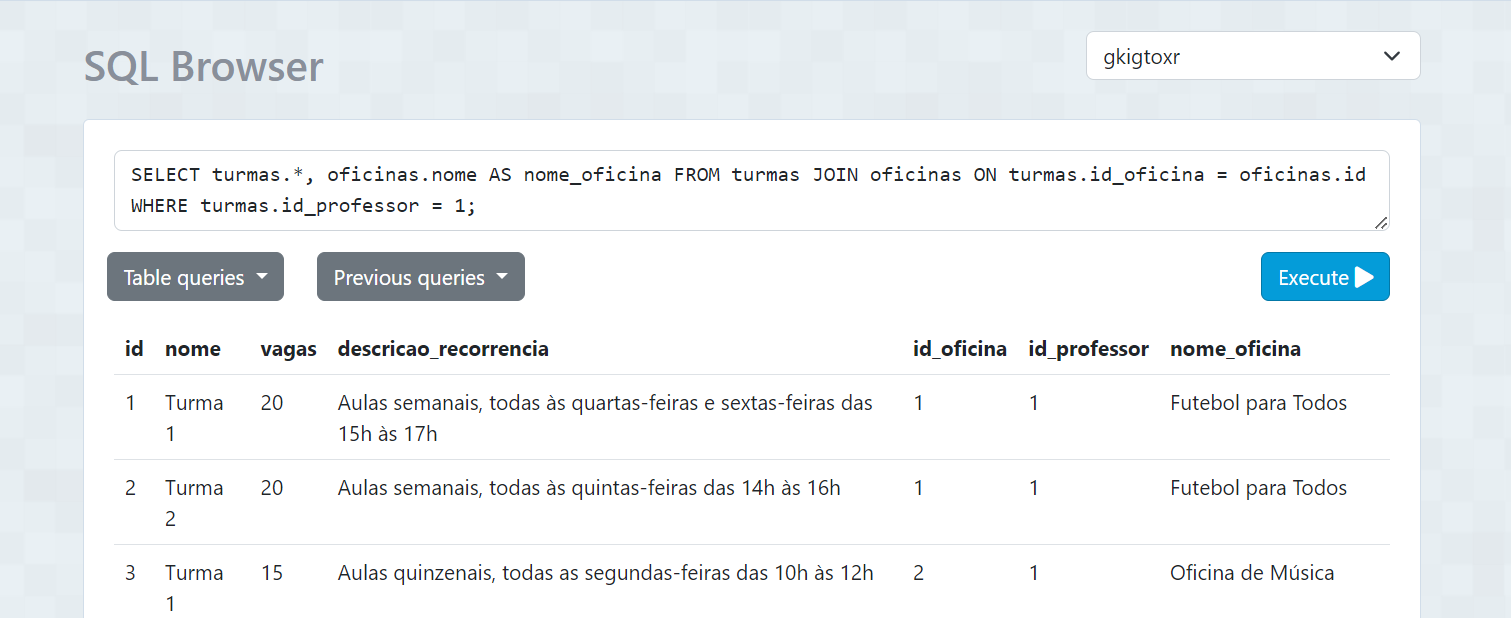 SQL Browser
gkigtoxr
SELECT turmas.*, oficinas.nome AS nome_oficina FROM turmas JOIN oficinas ON turmas.id_oficina = oficinas.id
WHERE turmas.id_professor = 1;
Table queries
Previous queries
Execute
id nome vagas descricao_recorrencia id_oficina id_professor nome_oficina
1 Turma 20 Aulas semanais, todas às quartas-feiras e sextas-feiras das 1 1 Futebol para Todos
1 15h às 17h
2 Turma 20 Aulas semanais, todas às quintas-feiras das 14h às 16h 1 1 Futebol para Todos
2
3 Turma 15 Aulas quinzenais, todas as segundas-feiras das 10h às 12h 2 1 Oficina de Música
1